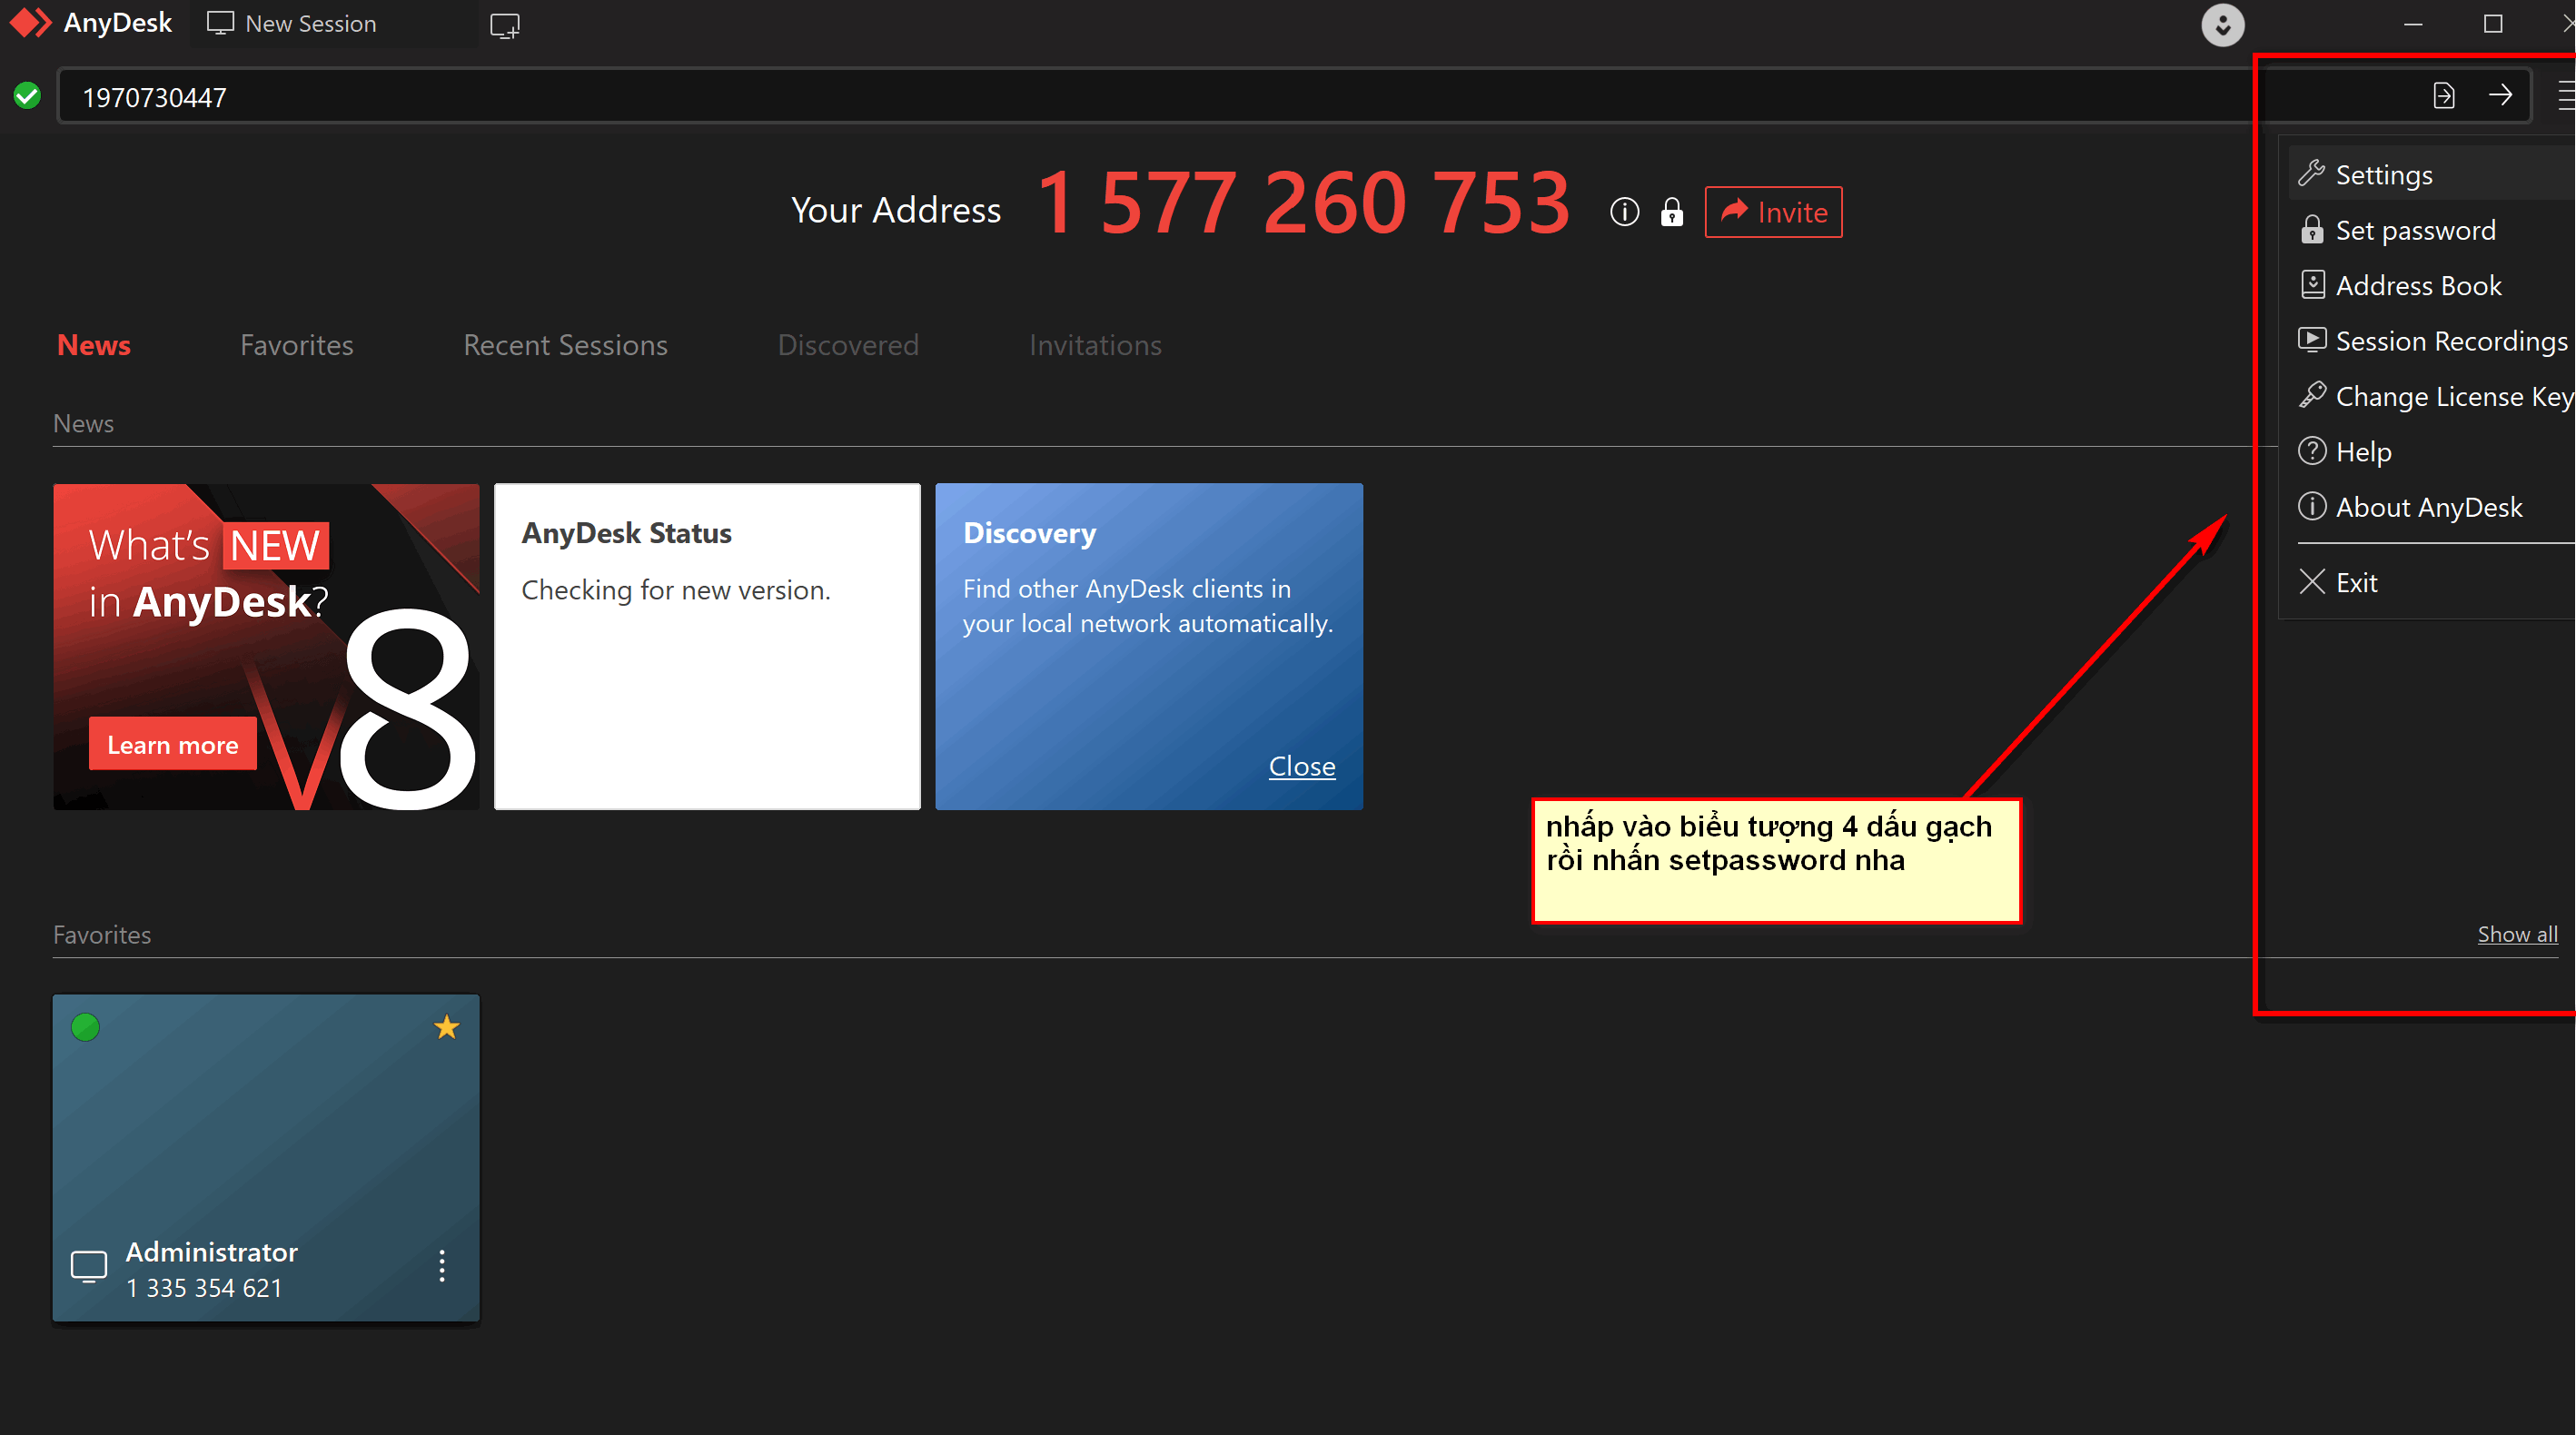 AnyDesk
New Session
1970730447
Your Address
1 577 260 753
Invite
Settings
Set password
Address Book
Session Recordings
Change License Key
Help
About AnyDesk
Exit
News
Favorites
Recent Sessions
Discovered
Invitations
News
What's NEW
in AnyDesk?
v8
Learn more
AnyDesk Status
Checking for new version.
Discovery
Find other AnyDesk clients in
your local network automatically.
Close
nhấp vào biểu tượng 4 dấu gạch
rồi nhấn setpassword nha
Favorites
Show all
Administrator
1 335 354 621